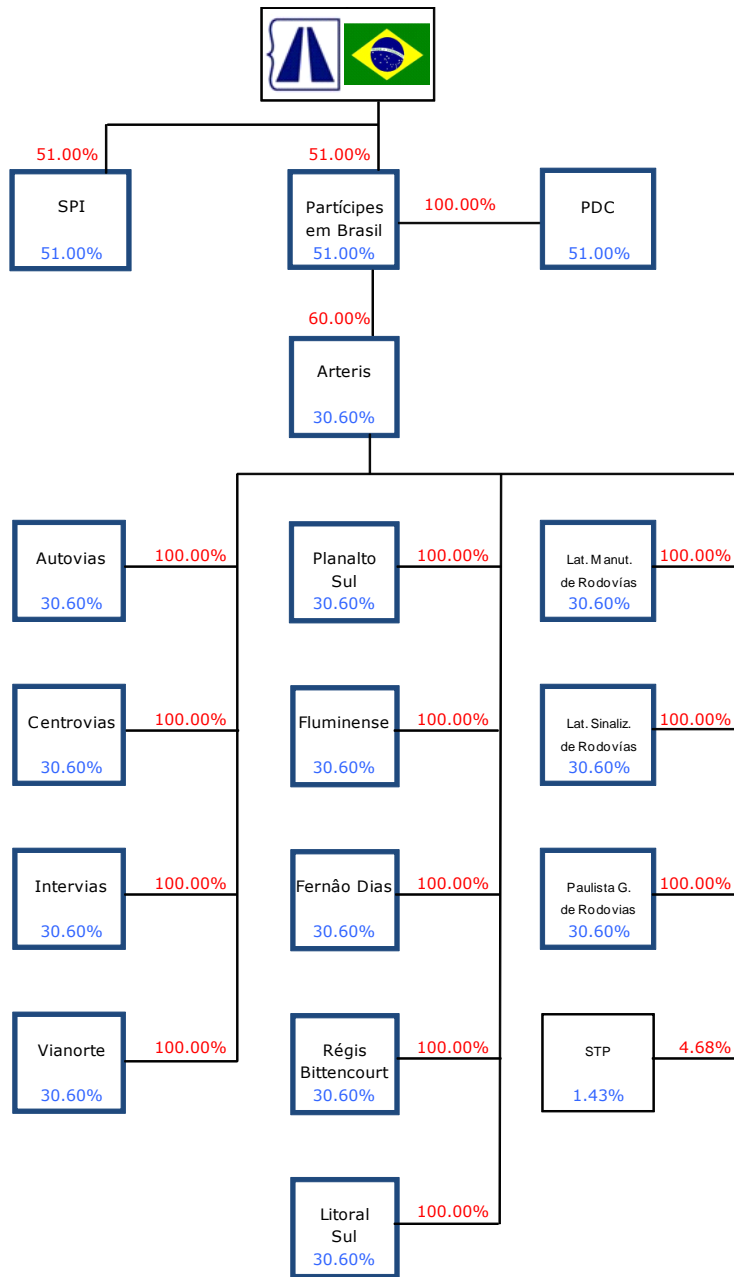 51.00%
51.00%
SPI
51.00%
Partícipes
em Brasil
51.00%
100.00%
PDC
51.00%
60.00%
Arteris
30.60%
Autovias
30.60%
100.00%
Planalto
Sul
30.60%
100.00%
Lat. Manut.
de Rodovías
30.60%
100.00%
Centrovias
30.60%
100.00%
Fluminense
30.60%
100.00%
Lat. Sinaliz.
de Rodovías
30.60%
100.00%
Intervias
30.60%
100.00%
Fernâo Dias
30.60%
100.00%
Paulista G.
de Rodovias
30.60%
100.00%
Vianorte
30.60%
100.00%
Régis
Bittencourt
30.60%
100.00%
STP
1.43%
4.68%
Litoral
Sul
30.60%
100.00%